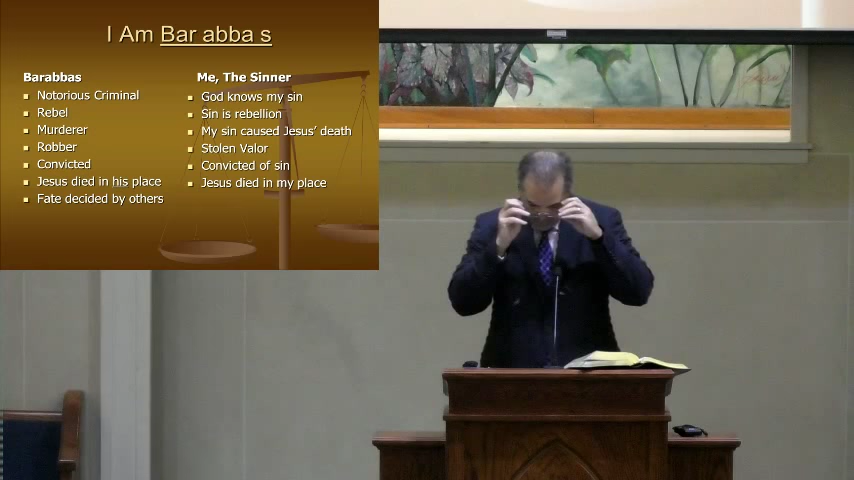 I Am Bar abba s
Barabbas
Notorious Criminal
Rebel
Murderer
Robber
Convicted
Jesus died in his place
Fate decided by others
Me, The Sinner
God knows my sin
Sin is rebellion
My sin caused Jesus' death
Stolen Valor
Convicted of sin
Jesus died in my place